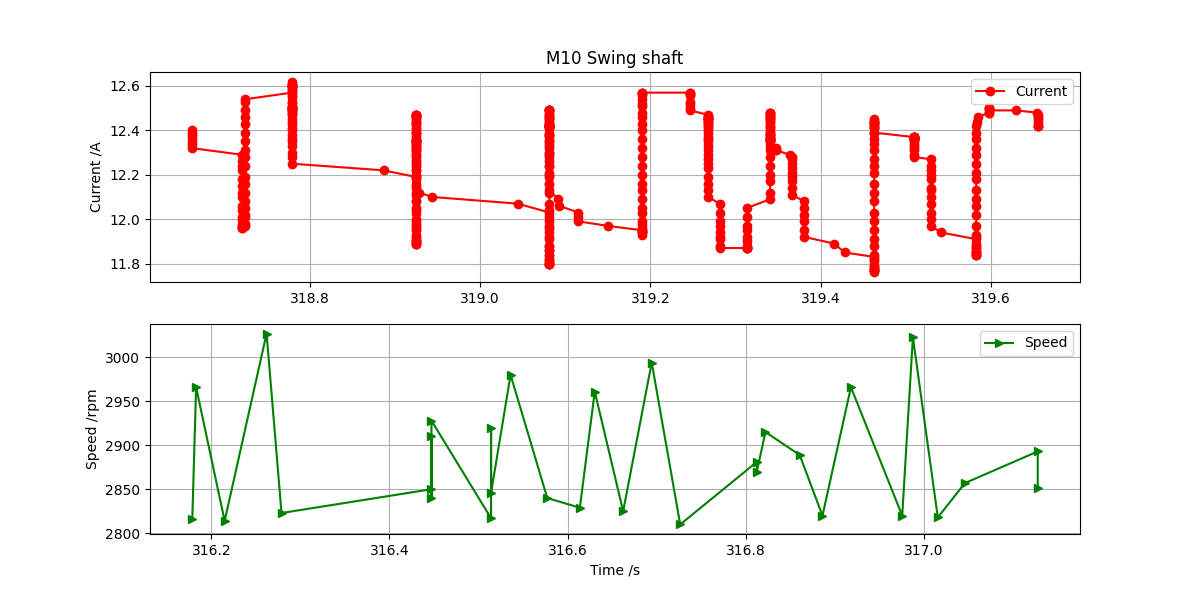 M10 Swing shaft
Current /A
12.6
12.4
12.2
12.0
11.8
Current
318.8 319.0 319.2 319.4 319.6
Speed /rpm
3000
2950
2900
2850
2800
Speed
316.2 316.4 316.6 316.8 317.0
Time /s